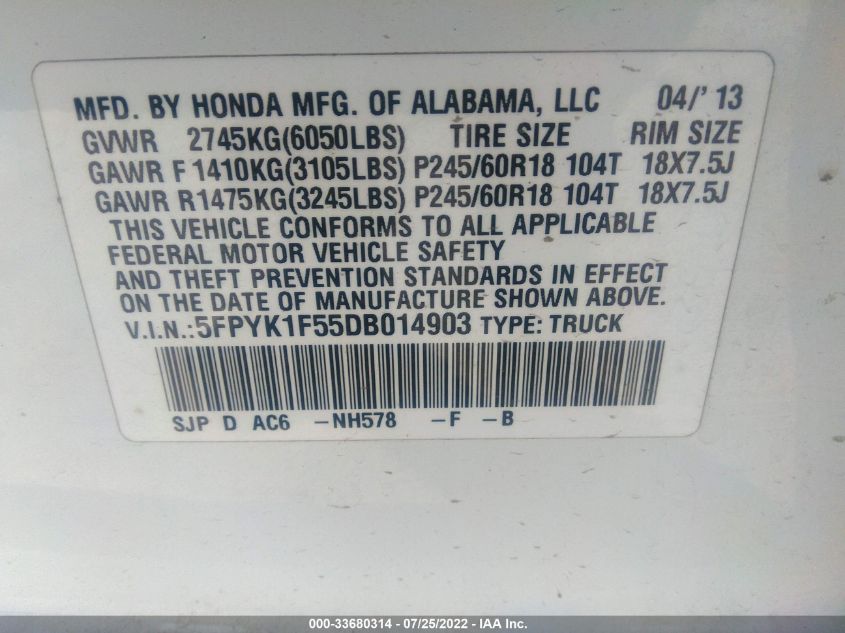 MFD. BY HONDA MFG. OF ALABAMA, LLC 04/' 13
GVWR 2745KG(6050LBS) TIRE SIZE RIM SIZE
GAWR F 1410KG(3105LBS) P245/60R18 104T 18X7.5J
GAWR R1475KG(3245LBS) P245/60R18 104T 18X7.5J
THIS VEHICLE CONFORMS TO ALL APPLICABLE
FEDERAL MOTOR VEHICLE SAFETY
AND THEFT PREVENTION STANDARDS IN EFFECT
ON THE DATE OF MANUFACTURE SHOWN ABOVE.
V.I.N.:5FPYK1F55DB014903 TYPE: TRUCK
SJP D AC6 -NH578 -F -B
000-33680314 - 07/25/2022 - IAA Inc.